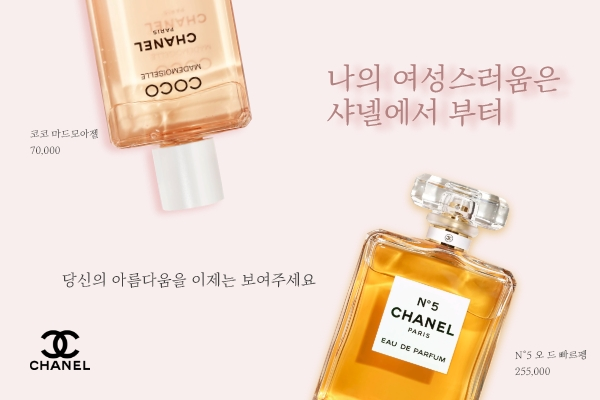 COCO
MADEMOISELLE
CHANEL
PARIS
나의 여성스러움은
샤넬에서 부터
코코 마드모아젤
70,000
당신의 아름다움을 이제는 보여주세요
N°5
CHANEL
PARIS
EAU DE PARFUM
CHANEL
N°5 오 드 빠르펭
255,000